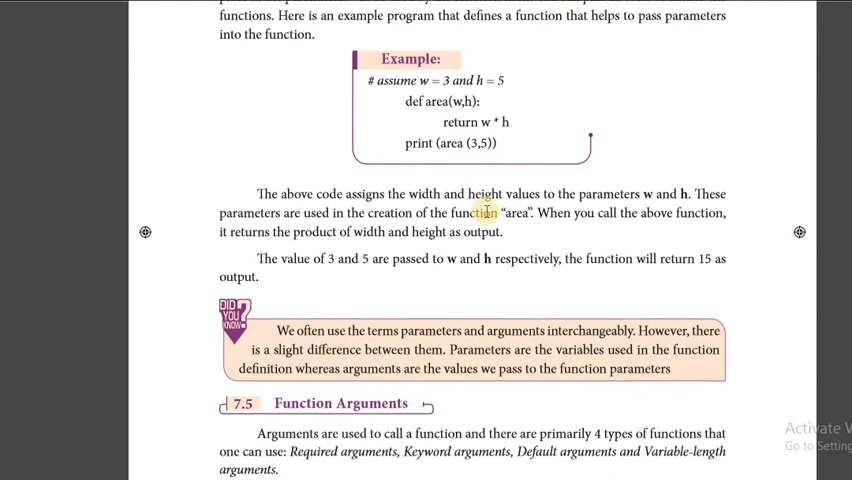 functions. Here is an example program that defines a function that helps to pass parameters
into the function.
Example:
# assume w = 3 and h = 5
def area(w,h):
return w * h
print (area (3,5))
The above code assigns the width and height values to the parameters w and h. These
parameters are used in the creation of the function “area”. When you call the above function,
it returns the product of width and height as output.
The value of 3 and 5 are passed to w and h respectively, the function will return 15 as
output.
DID
YOU
KNOW
?
We often use the terms parameters and arguments interchangeably. However, there
is a slight difference between them. Parameters are the variables used in the function
definition whereas arguments are the values we pass to the function parameters
7.5 Function Arguments
Arguments are used to call a function and there are primarily 4 types of functions that
one can use: Required arguments, Keyword arguments, Default arguments and Variable-length
arguments.
Activate W
Go to Setting